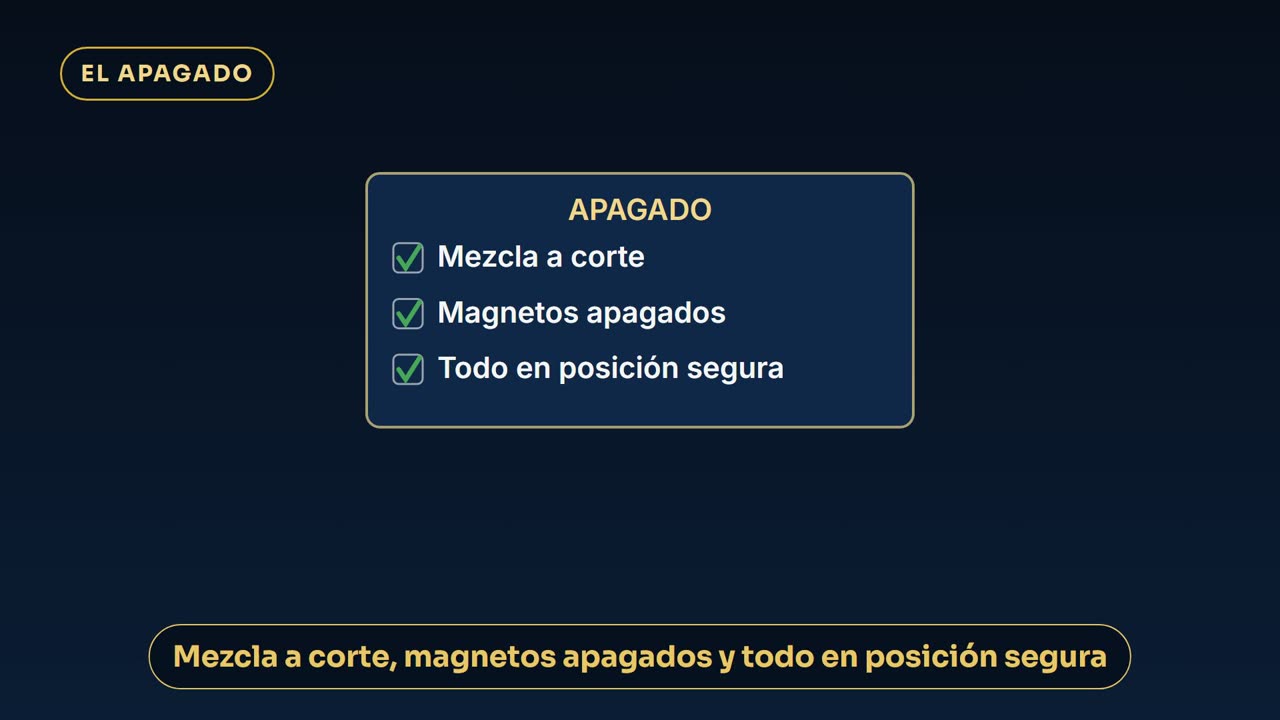 EL APAGADO
APAGADO
Mezcla a corte
Magnetos apagados
Todo en posición segura
Mezcla a corte, magnetos apagados y todo en posición segura